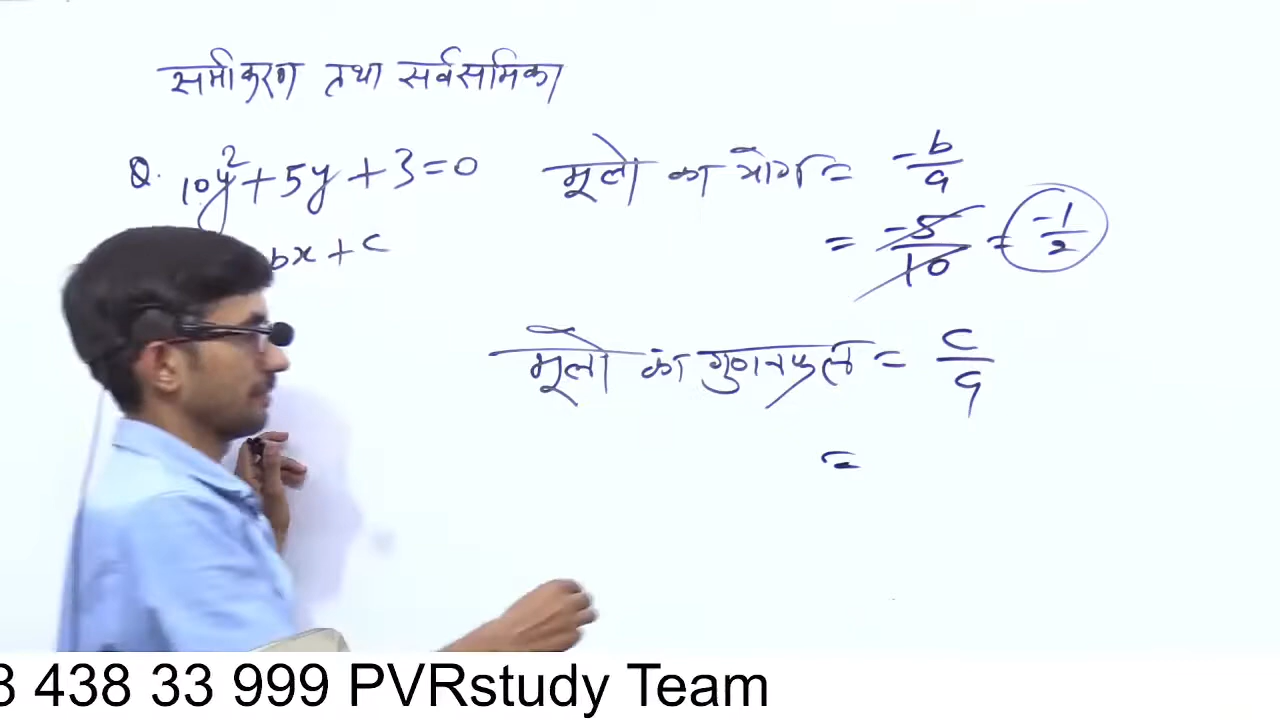 समीकरण तथा सर्वसमिका
Q. 10y²+5y+3=0
bx+c
मूलो का योग = -b/a
= -5/10 = -1/2
मूलो का गुणनफल = c/a
=
8 438 33 999 PVRstudy Team